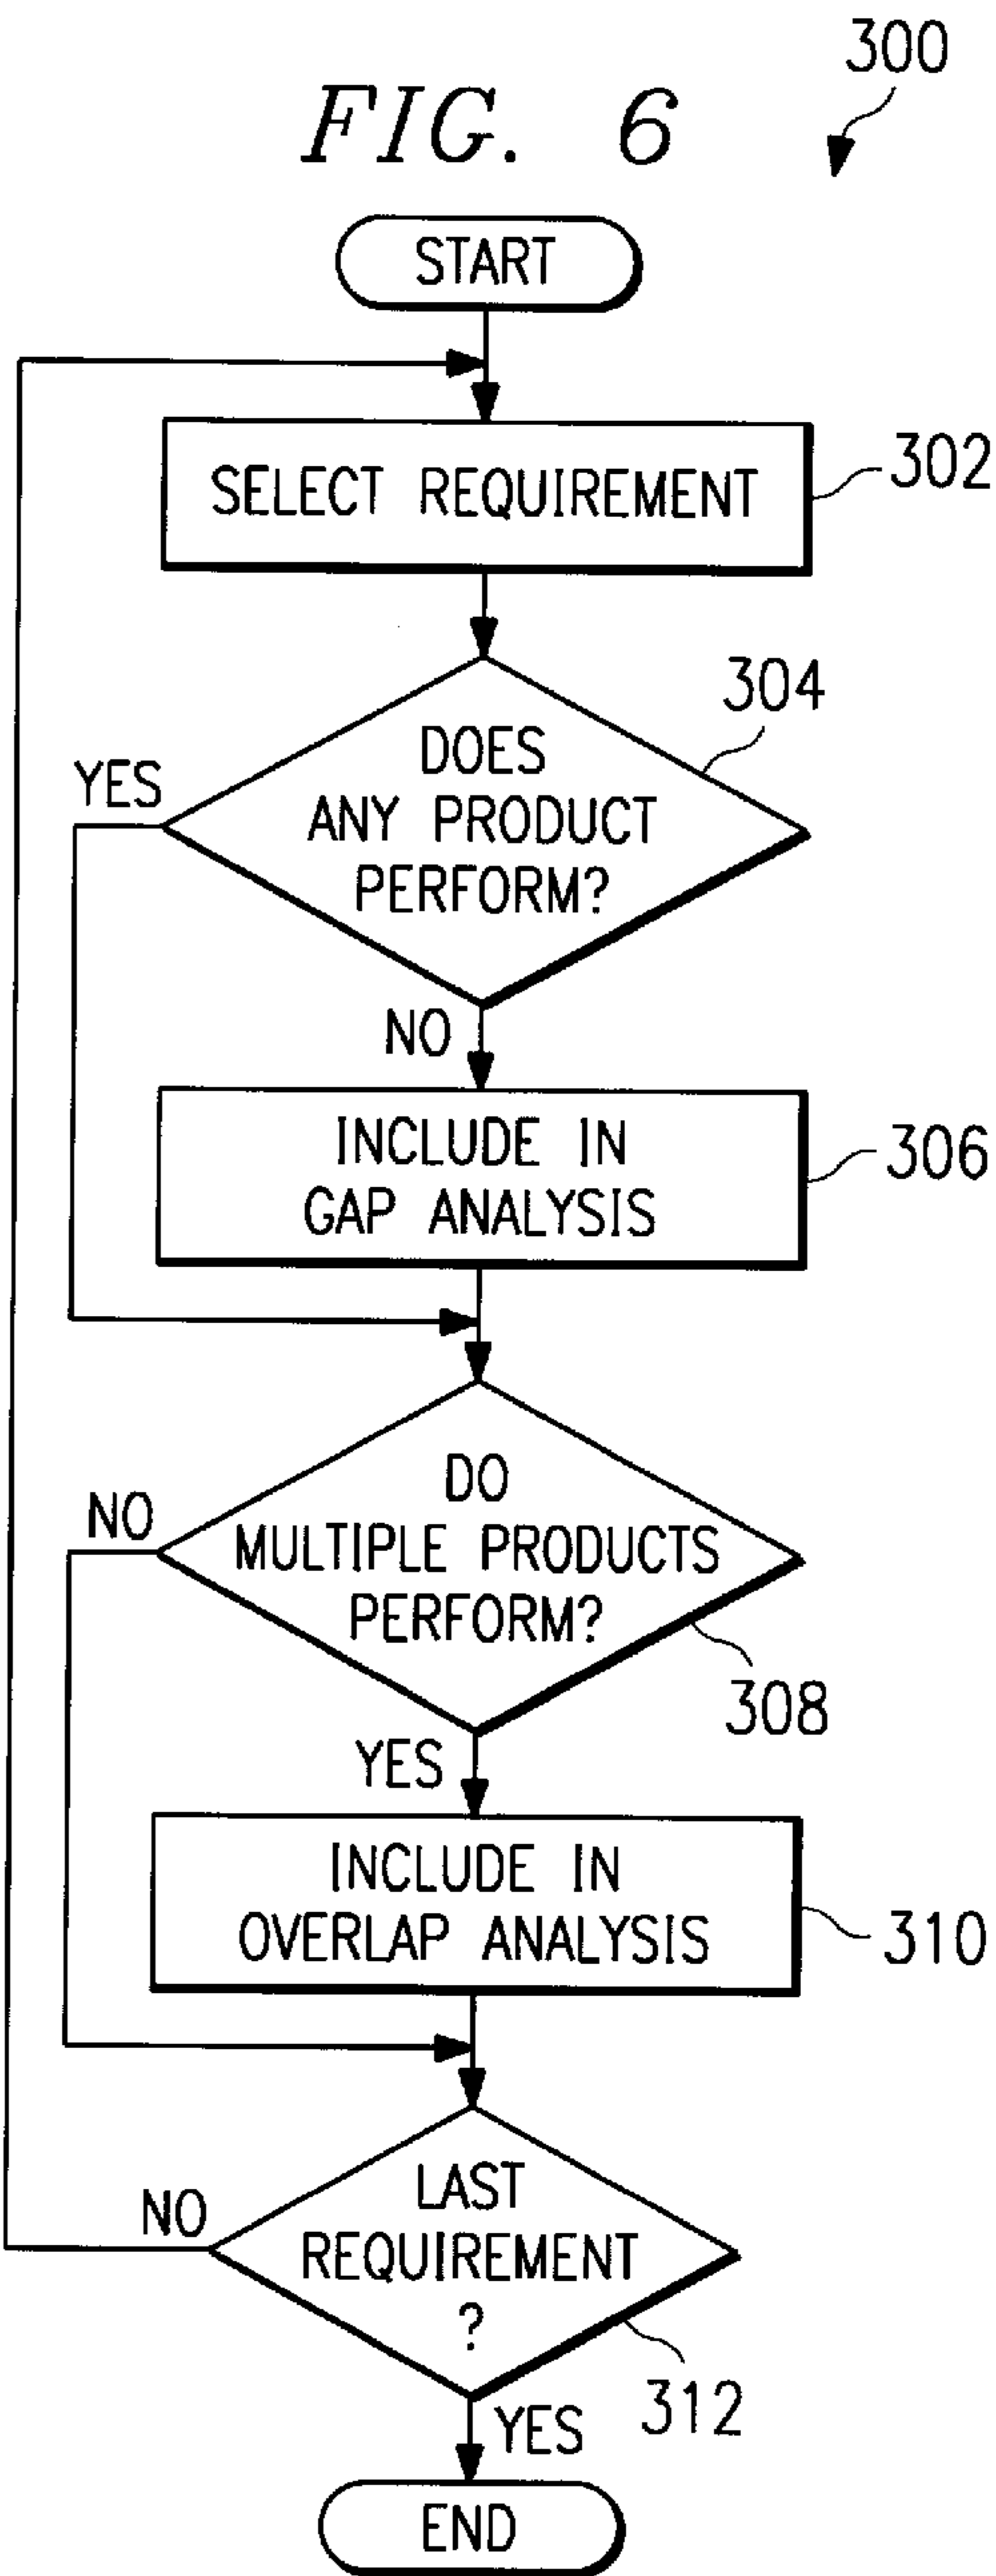 300
FIG. 6
START
SELECT REQUIREMENT
302
304
DOES
ANY PRODUCT
PERFORM?
YES
NO
INCLUDE IN
GAP ANALYSIS
306
DO
MULTIPLE PRODUCTS
PERFORM?
NO
308
YES
INCLUDE IN
OVERLAP ANALYSIS
310
LAST
REQUIREMENT
?
NO
312
YES
END